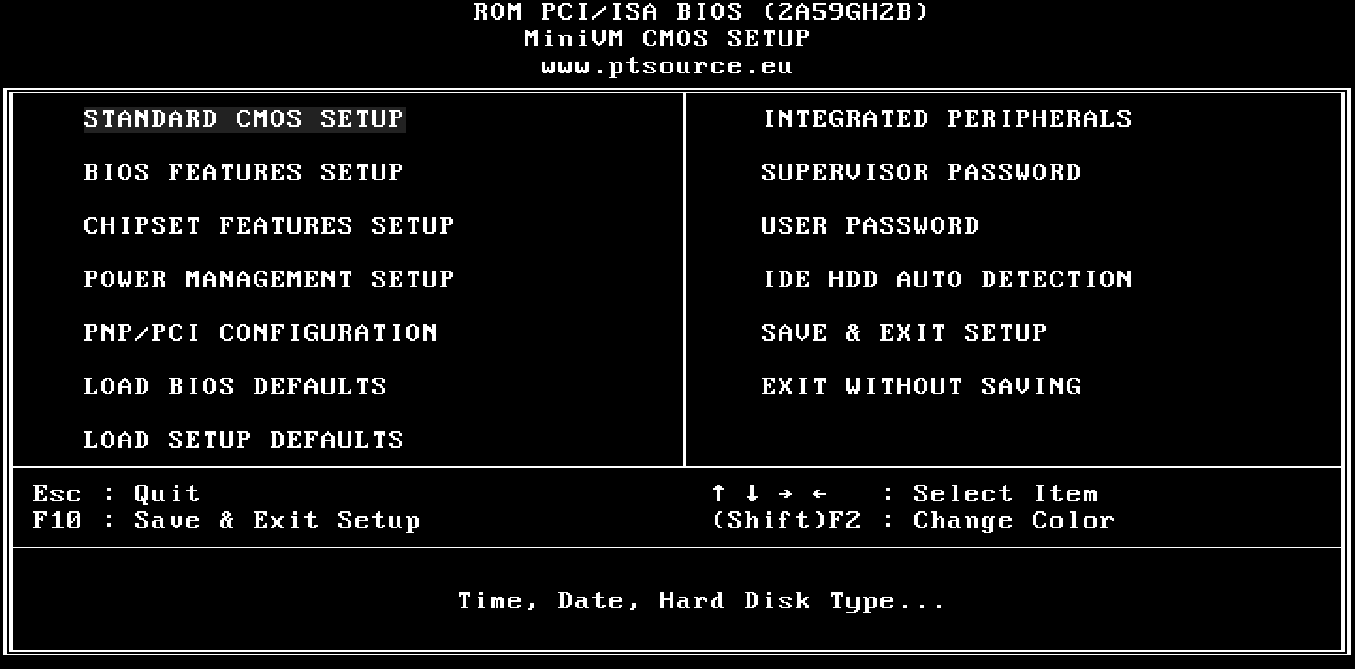 ROM PCI/ISA BIOS (2A59GH2B)
MiniVM CMOS SETUP
www.ptsource.eu
STANDARD CMOS SETUP
BIOS FEATURES SETUP
CHIPSET FEATURES SETUP
POWER MANAGEMENT SETUP
PNP/PCI CONFIGURATION
LOAD BIOS DEFAULTS
LOAD SETUP DEFAULTS
INTEGRATED PERIPHERALS
SUPERVISOR PASSWORD
USER PASSWORD
IDE HDD AUTO DETECTION
SAVE & EXIT SETUP
EXIT WITHOUT SAVING
Esc : Quit
F10 : Save & Exit Setup
↑ ↓ → ← : Select Item
(Shift)F2 : Change Color
Time, Date, Hard Disk Type...